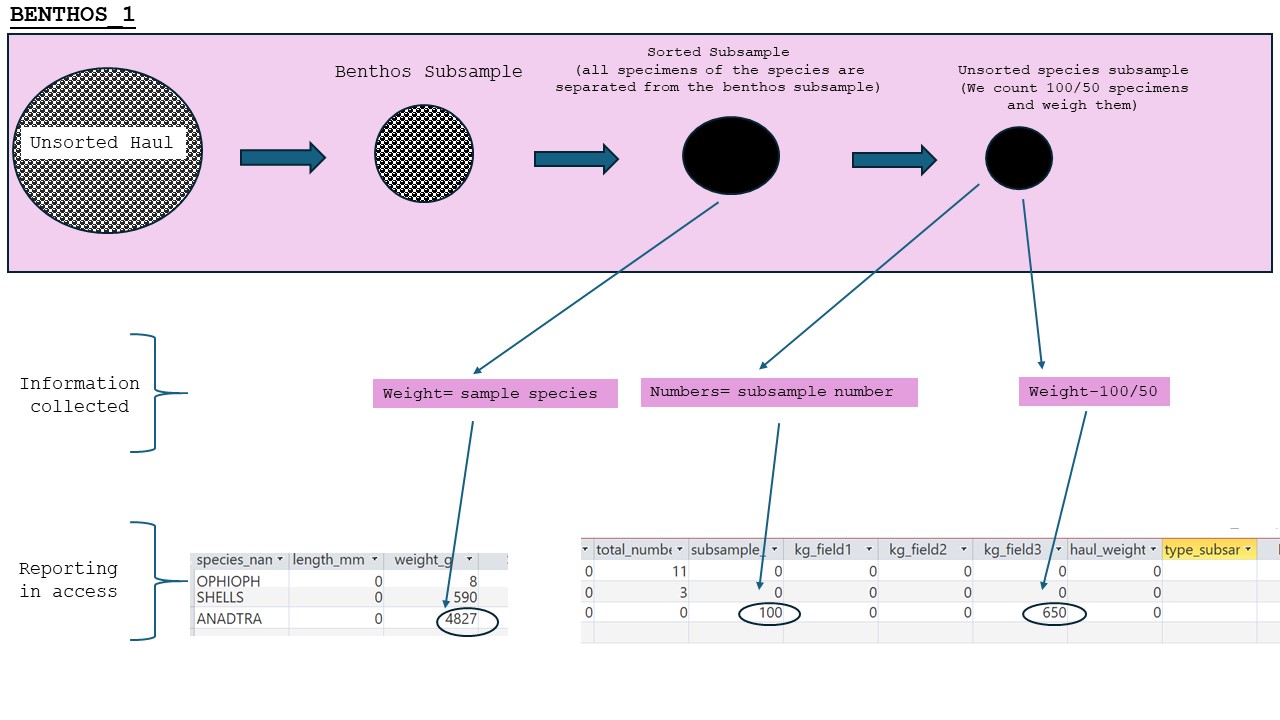 BENTHOS_1
Sorted Subsample
(all specimens of the species are
separated from the benthos subsample)
Benthos Subsample
Unsorted species subsample
(We count 100/50 specimens
and weigh them)
Unsorted Haul
Information
collected
Weight= sample species
Numbers= subsample number
Weight-100/50
Reporting
in access
species_nan length_mm weight_g
OPHIOPH 0 8
SHELLS 0 590
ANADTRA 0 4827
total_numbe subsample_ kg_field1 kg_field2 kg_field3 haul_weight type_subsar
0 11 0 0 0 0 0
0 3 0 0 0 0 0
0 0 100 0 0 650 0